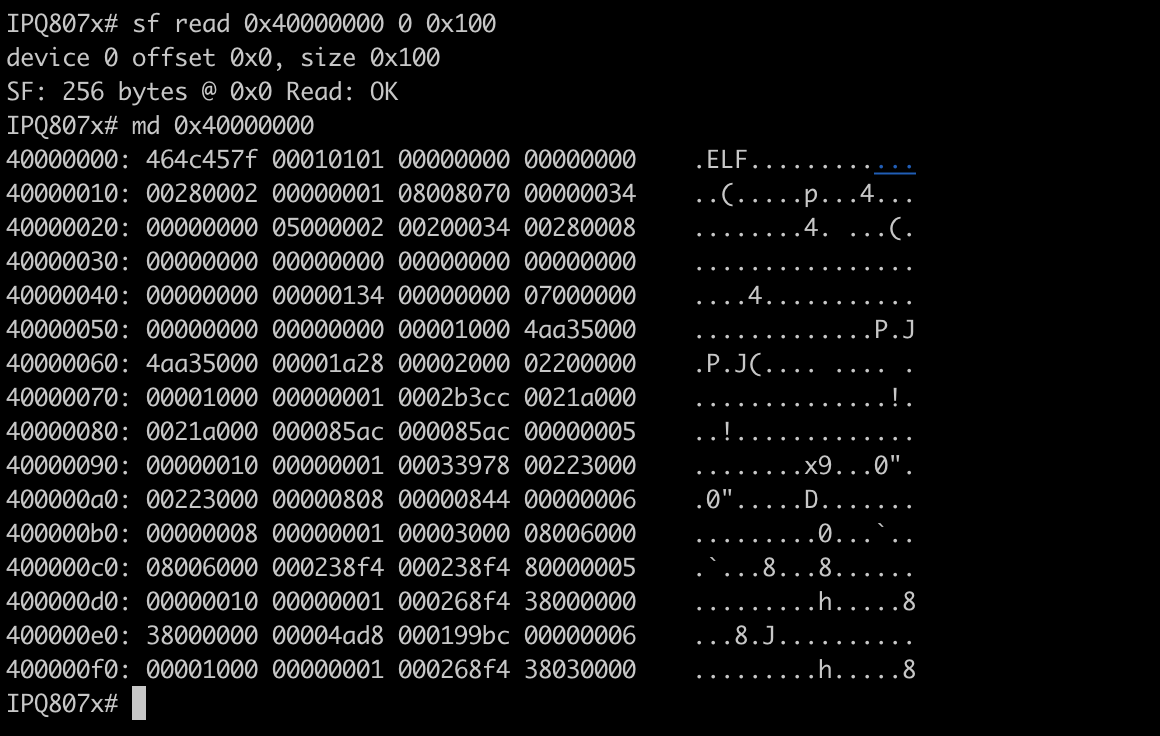 IPQ807x# sf read 0x40000000 0 0x100
device 0 offset 0x0, size 0x100
SF: 256 bytes @ 0x0 Read: OK
IPQ807x# md 0x40000000
40000000: 464c457f 00010101 00000000 00000000    .ELF............
40000010: 00280002 00000001 08008070 00000034    ..(.....p...4...
40000020: 00000000 05000002 00200034 00280008    ........4. ...(.
40000030: 00000000 00000000 00000000 00000000    ................
40000040: 00000000 00000134 00000000 07000000    ....4...........
40000050: 00000000 00000000 00001000 4aa35000    .............P.J
40000060: 4aa35000 00001a28 00002000 02200000    .P.J(.... .... .
40000070: 00001000 00000001 0002b3cc 0021a000    ..............!.
40000080: 0021a000 000085ac 000085ac 00000005    ..!.............
40000090: 00000010 00000001 00033978 00223000    ........x9...0".
400000a0: 00223000 00000808 00000844 00000006    .0".....D.......
400000b0: 00000008 00000001 00003000 08006000    .........0...`..
400000c0: 08006000 000238f4 000238f4 80000005    .`...8...8......
400000d0: 00000010 00000001 000268f4 38000000    .........h.....8
400000e0: 38000000 00004ad8 000199bc 00000006    ...8.J..........
400000f0: 00001000 00000001 000268f4 38030000    .........h.....8
IPQ807x#